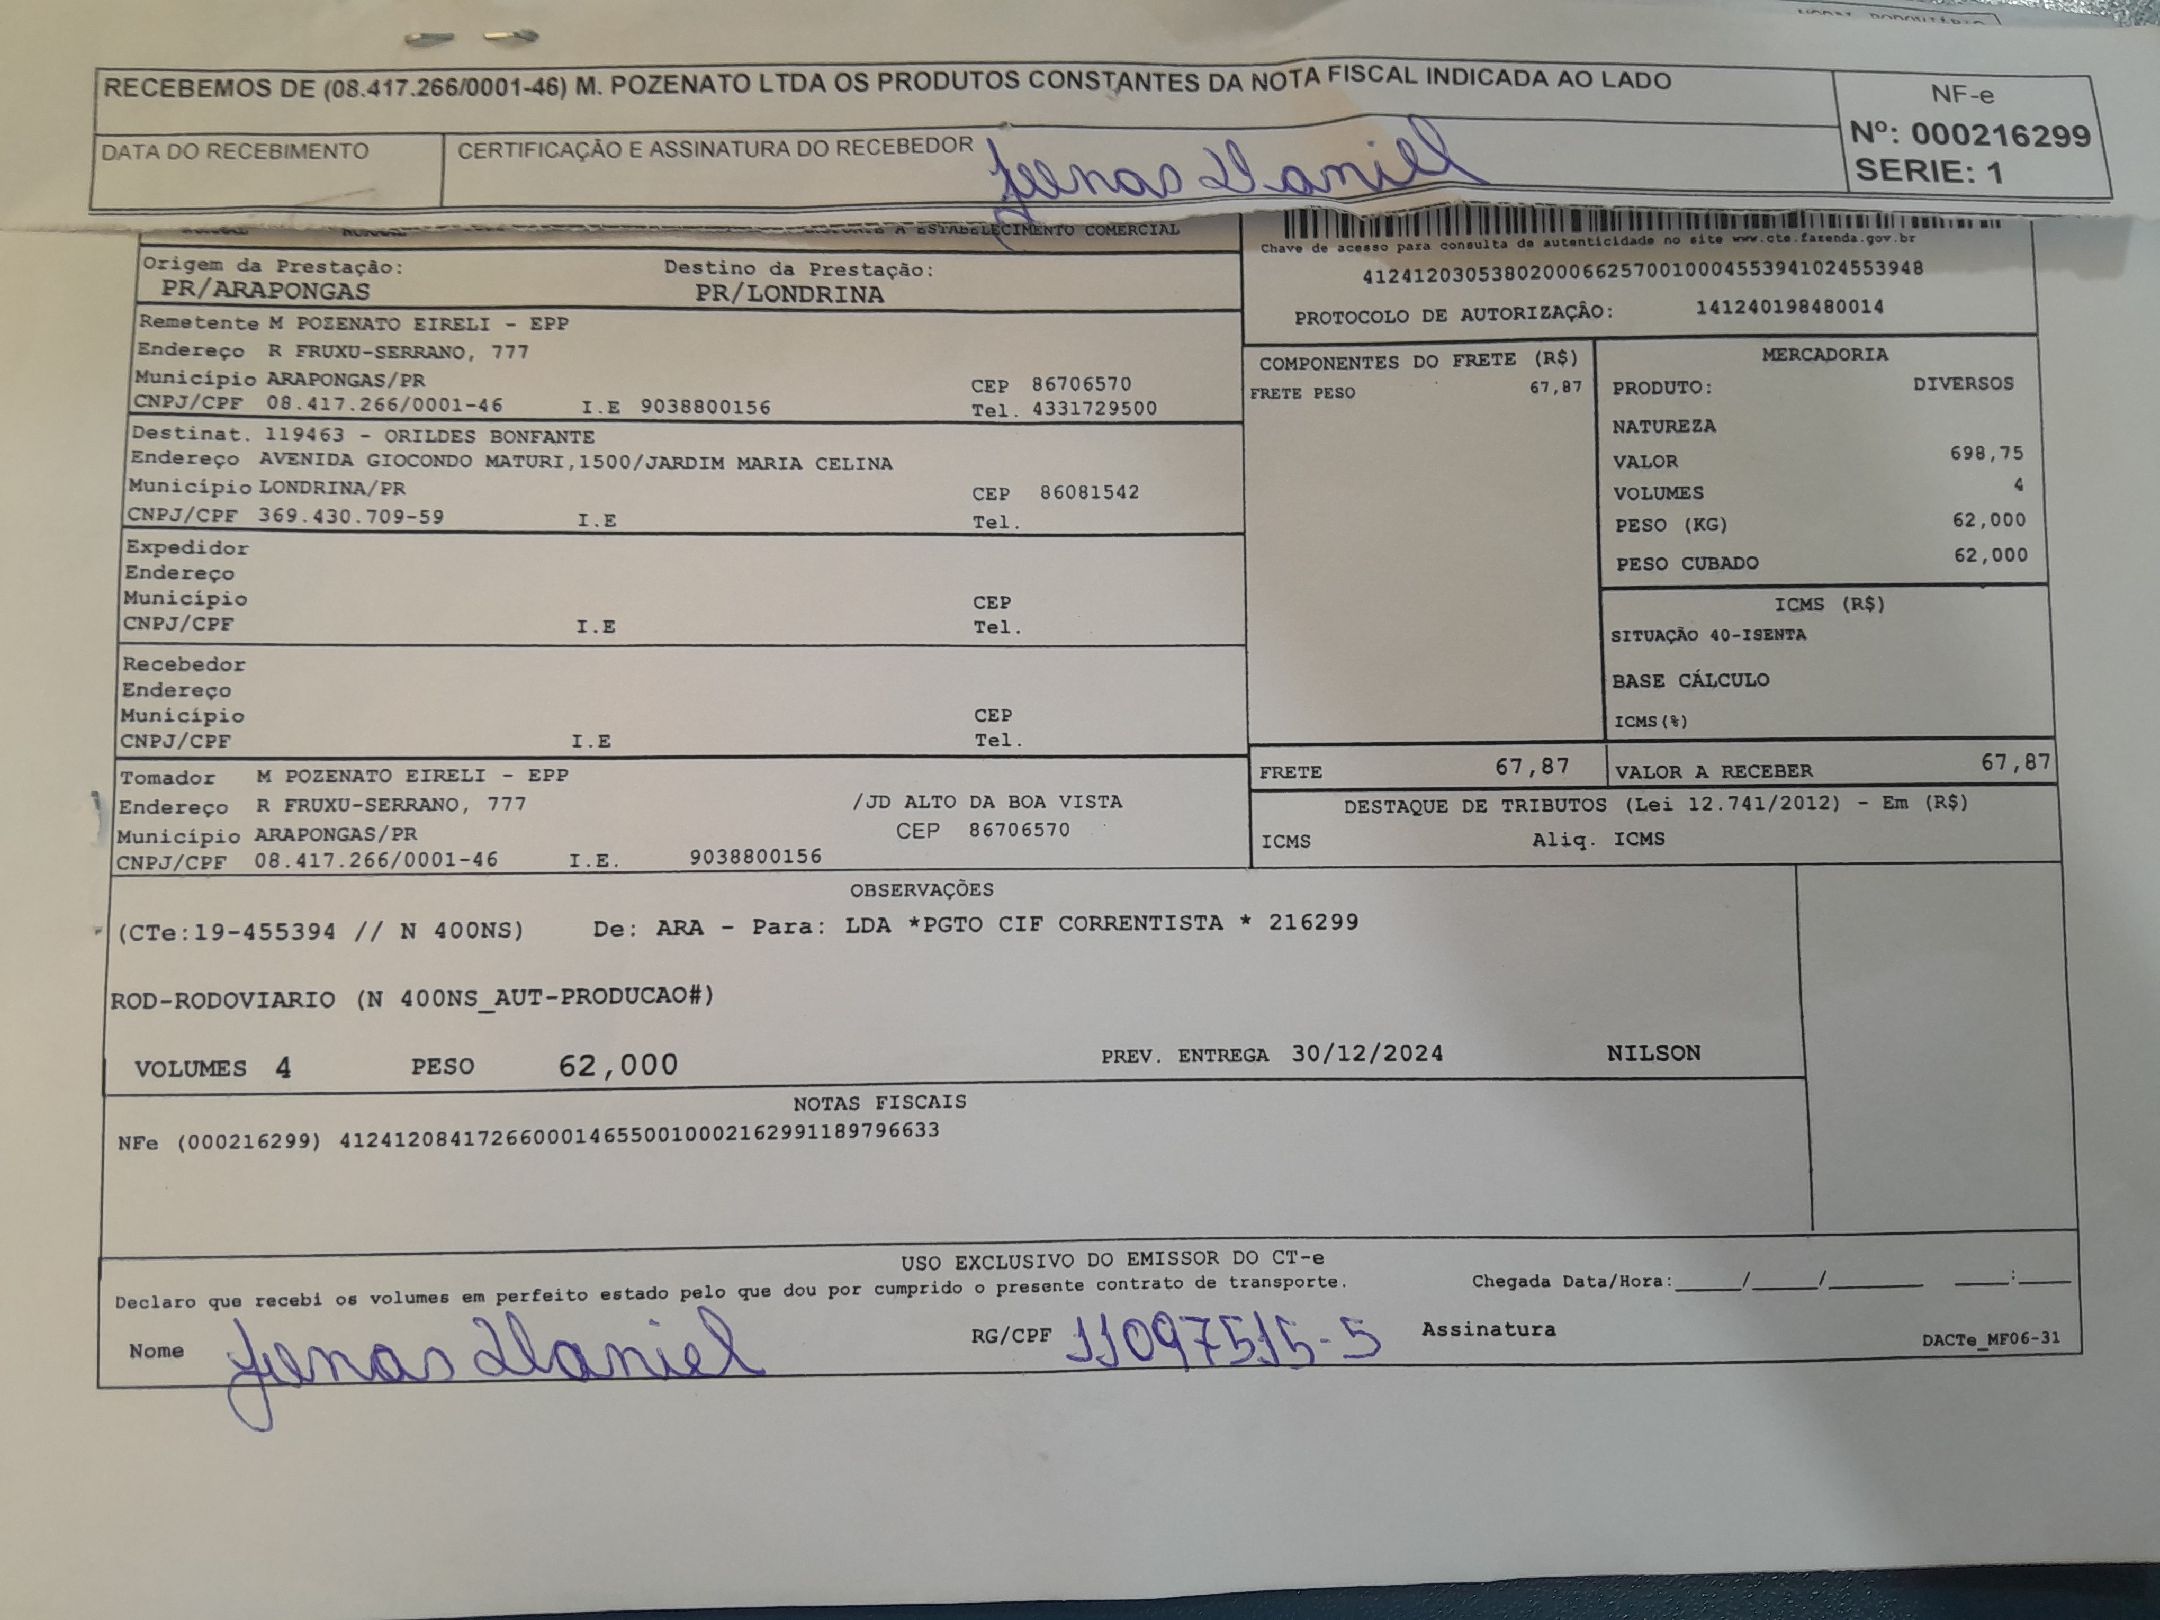 RECEBEMOS DE (08.417.266/0001-46) M. POZENATO LTDA OS PRODUTOS CONSTANTES DA NOTA FISCAL INDICADA AO LADO
NF-e
Nº: 000216299
SERIE: 1
DATA DO RECEBIMENTO
CERTIFICAÇÃO E ASSINATURA DO RECEBEDOR
Daniel
A ESTABELECIMENTO COMERCIAL
Chave de acesso para consulta de autenticidade no site www.cte.fazenda.gov.br
41241203053802000662570010004553941024553948
PROTOCOLO DE AUTORIZAÇÃO: 141240198480014
Origem da Prestação: Destino da Prestação:
PR/ARAPONGAS PR/LONDRINA
Remetente M POZENATO EIRELI - EPP
Endereço R FRUXU-SERRANO, 777
Município ARAPONGAS/PR CEP 86706570
CNPJ/CPF 08.417.266/0001-46 I.E 9038800156 Tel. 4331729500
Destinat. 119463 - ORILDES BONFANTE
Endereço AVENIDA GIOCONDO MATURI,1500/JARDIM MARIA CELINA
Município LONDRINA/PR CEP 86081542
CNPJ/CPF 369.430.709-59 I.E Tel.
Expedidor
Endereço
Município CEP
CNPJ/CPF I.E Tel.
Recebedor
Endereço
Município CEP
CNPJ/CPF I.E Tel.
Tomador M POZENATO EIRELI - EPP
Endereço R FRUXU-SERRANO, 777 /JD ALTO DA BOA VISTA
Município ARAPONGAS/PR CEP 86706570
CNPJ/CPF 08.417.266/0001-46 I.E. 9038800156
COMPONENTES DO FRETE (R$)
FRETE PESO 67,87
MERCADORIA
PRODUTO: DIVERSOS
NATUREZA
VALOR 698,75
VOLUMES 4
PESO (KG) 62,000
PESO CUBADO 62,000
ICMS (R$)
SITUAÇÃO 40-ISENTA
BASE CÁLCULO
ICMS(%)
FRETE 67,87 VALOR A RECEBER 67,87
DESTAQUE DE TRIBUTOS (Lei 12.741/2012) - Em (R$)
ICMS Aliq. ICMS
OBSERVAÇÕES
(CTe:19-455394 // N 400NS) De: ARA - Para: LDA *PGTO CIF CORRENTISTA * 216299
ROD-RODOVIARIO (N 400NS_AUT-PRODUCAO#)
VOLUMES 4 PESO 62,000 PREV. ENTREGA 30/12/2024 NILSON
NOTAS FISCAIS
NFe (000216299) 41241208417266000146550010002162991189796633
USO EXCLUSIVO DO EMISSOR DO CT-e
Declaro que recebi os volumes em perfeito estado pelo que dou por cumprido o presente contrato de transporte. Chegada Data/Hora:____/____/______ ____:____
Nome Daniel RG/CPF 11097515-5 Assinatura
DACTe_MF06-31